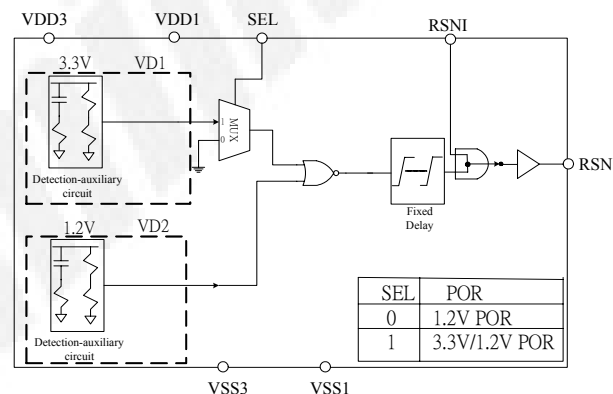 VDD3
VDD1
SEL
RSNI
3.3V
VD1
1
MUX
0
Detection-auxiliary
circuit
RSN
Fixed
Delay
1.2V
VD2
Detection-auxiliary
circuit
SEL POR
0 1.2V POR
1 3.3V/1.2V POR
VSS3
VSS1